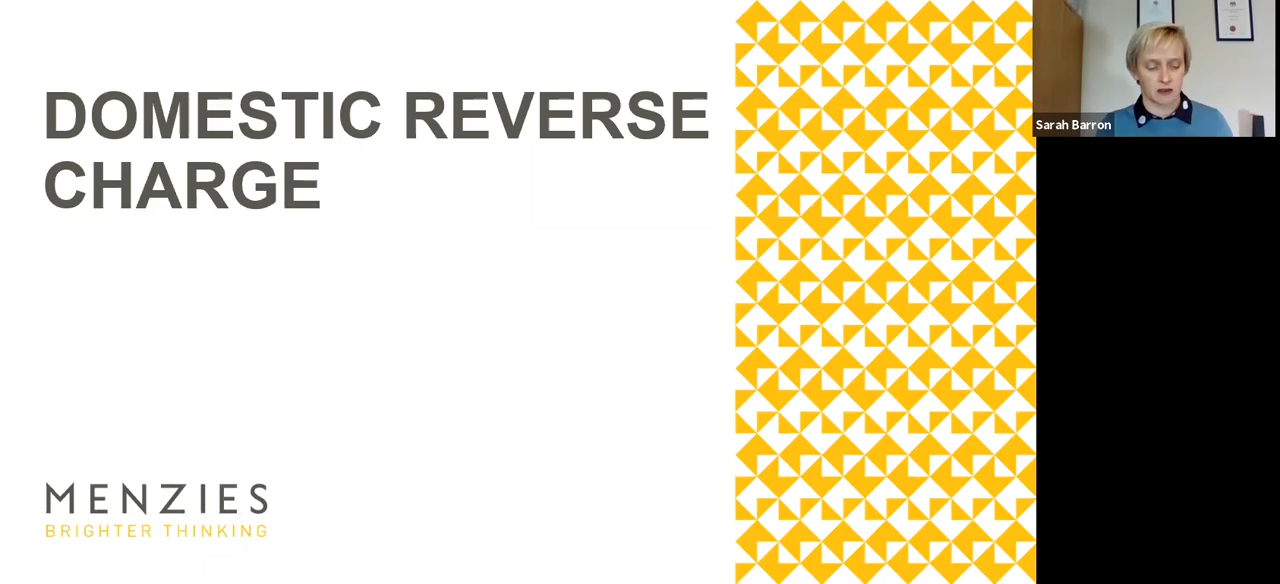 DOMESTIC REVERSE
CHARGE
Sarah Barron
MENZIES
BRIGHTER THINKING